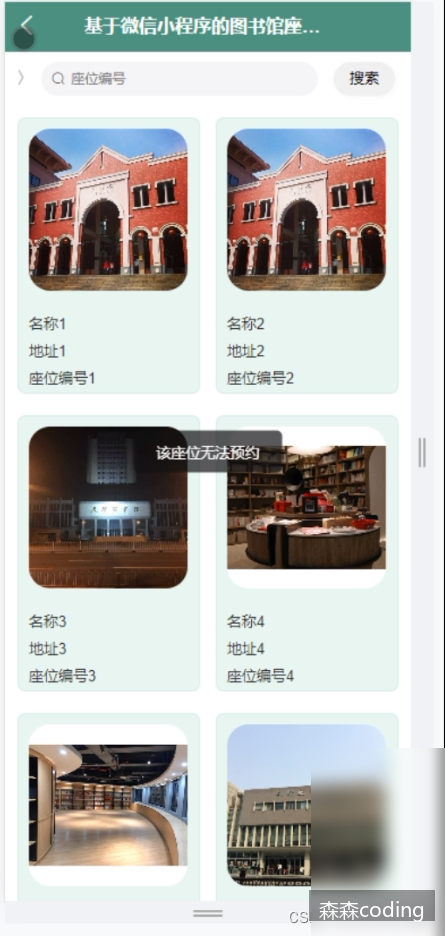 基于微信小程序的图书馆座...
座位编号
搜索
名称1
地址1
座位编号1
名称2
地址2
座位编号2
该座位无法预约
名称3
地址3
座位编号3
名称4
地址4
座位编号4
森森coding